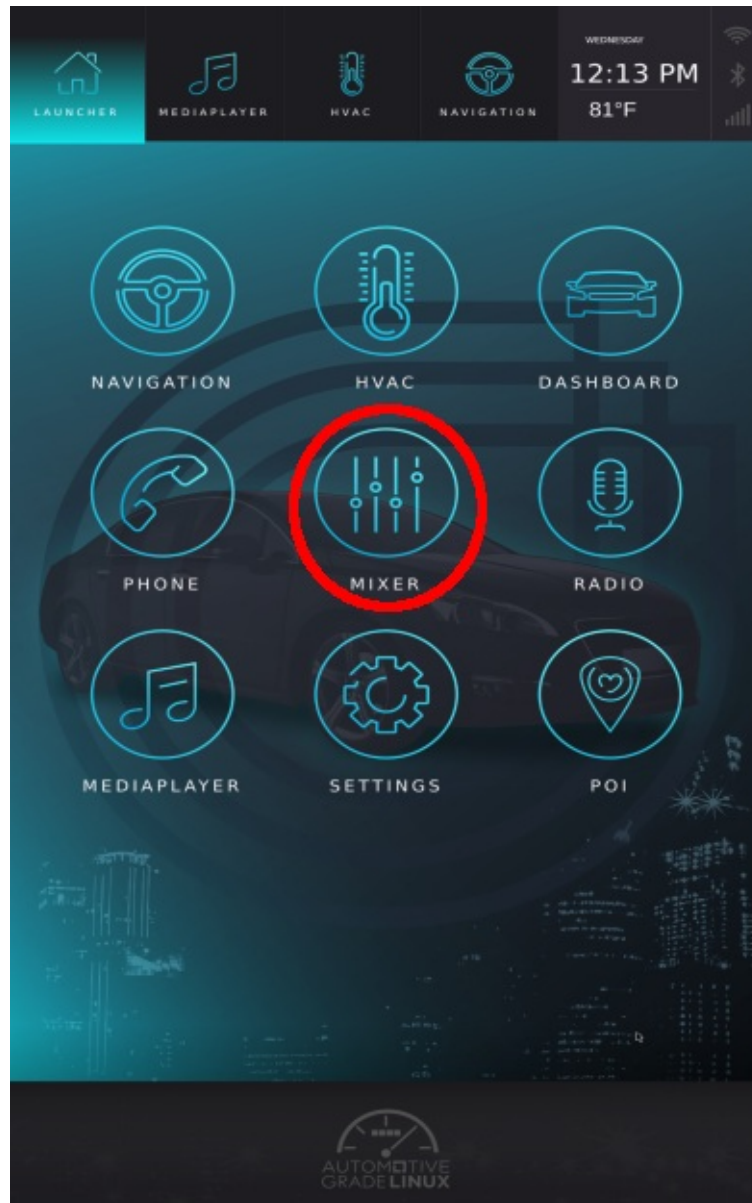 LAUNCHER
MEDIAPLAYER
HVAC
NAVIGATION
WEDNESDAY
12:13 PM
81°F
NAVIGATION
HVAC
DASHBOARD
PHONE
MIXER
RADIO
MEDIAPLAYER
SETTINGS
POI
AUTOMOTIVE
GRADE LINUX